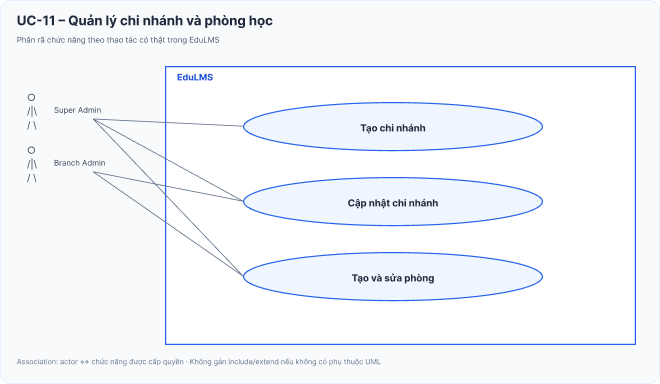 UC-11 – Quản lý chi nhánh và phòng học
Phân rã chức năng theo thao tác có thật trong EduLMS
EduLMS
Super Admin
Tạo chi nhánh
Branch Admin
Cập nhật chi nhánh
Tạo và sửa phòng
Association: actor ↔ chức năng được cấp quyền · Không gán include/extend nếu không có phụ thuộc UML